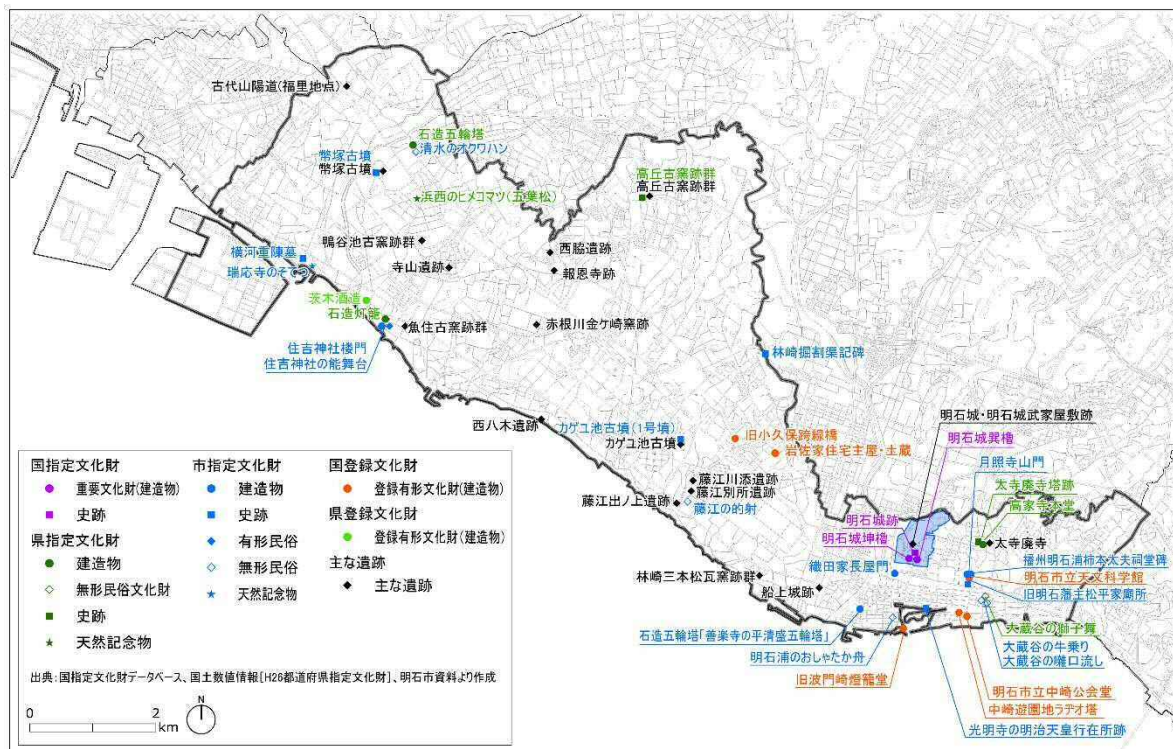 古代山陽道(福里地点)
石造五輪塔
清水のオクワハン
幣塚古墳
幣塚古墳
浜西のヒメコマツ(五葉松)
高丘古窯跡群
高丘古窯跡群
鴨谷池古窯跡群
西脇遺跡
横河重陳墓
寺山遺跡
報恩寺跡
瑞応寺のそてつ
茨木酒造
石造灯籠
魚住古窯跡群
赤根川金ケ崎窯跡
住吉神社楼門
住吉神社の能舞台
林崎掘割渠記碑
西八木遺跡
カゲユ池古墳(1号墳)
カゲユ池古墳
旧小久保跨線橋
岩佐家住宅主屋・土蔵
明石城・明石城武家屋敷跡
明石城巽櫓
月照寺山門
太寺廃寺塔跡
高家寺本堂
藤江川添遺跡
藤江別所遺跡
藤江出ノ上遺跡
藤江の的射
明石城跡
明石城坤櫓
太寺廃寺
織田家長屋門
播州明石浦柿本太夫祠堂碑
明石市立天文科学館
旧明石藩主松平家廟所
林崎三本松瓦窯跡群
船上城跡
大蔵谷の獅子舞
石造五輪塔「善楽寺の平清盛五輪塔」
明石浦のおしゃたか舟
大蔵谷の牛乗り
大蔵谷の囃口流し
旧波門崎燈籠堂
明石市立中崎公会堂
中崎遊園地ラヂオ塔
光明寺の明治天皇行在所跡
国指定文化財
重要文化財(建造物)
史跡
県指定文化財
建造物
無形民俗文化財
史跡
天然記念物
市指定文化財
建造物
史跡
有形民俗
無形民俗
天然記念物
国登録文化財
登録有形文化財(建造物)
県登録文化財
登録有形文化財(建造物)
主な遺跡
主な遺跡
出典:国指定文化財データベース、国土数値情報[H26都道府県指定文化財]、明石市資料より作成
0 2
km
N